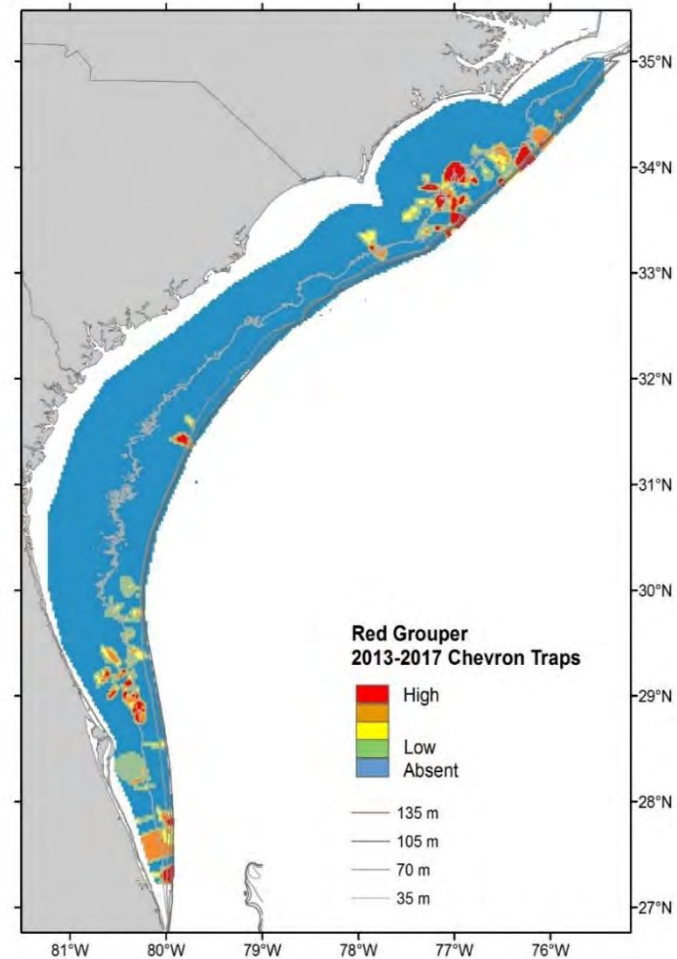 35°N
34°N
33°N
32°N
31°N
30°N
29°N
28°N
27°N
Red Grouper
2013-2017 Chevron Traps
High
Low
Absent
135 m
105 m
70 m
35 m
81°W 80°W 79°W 78°W 77°W 76°W